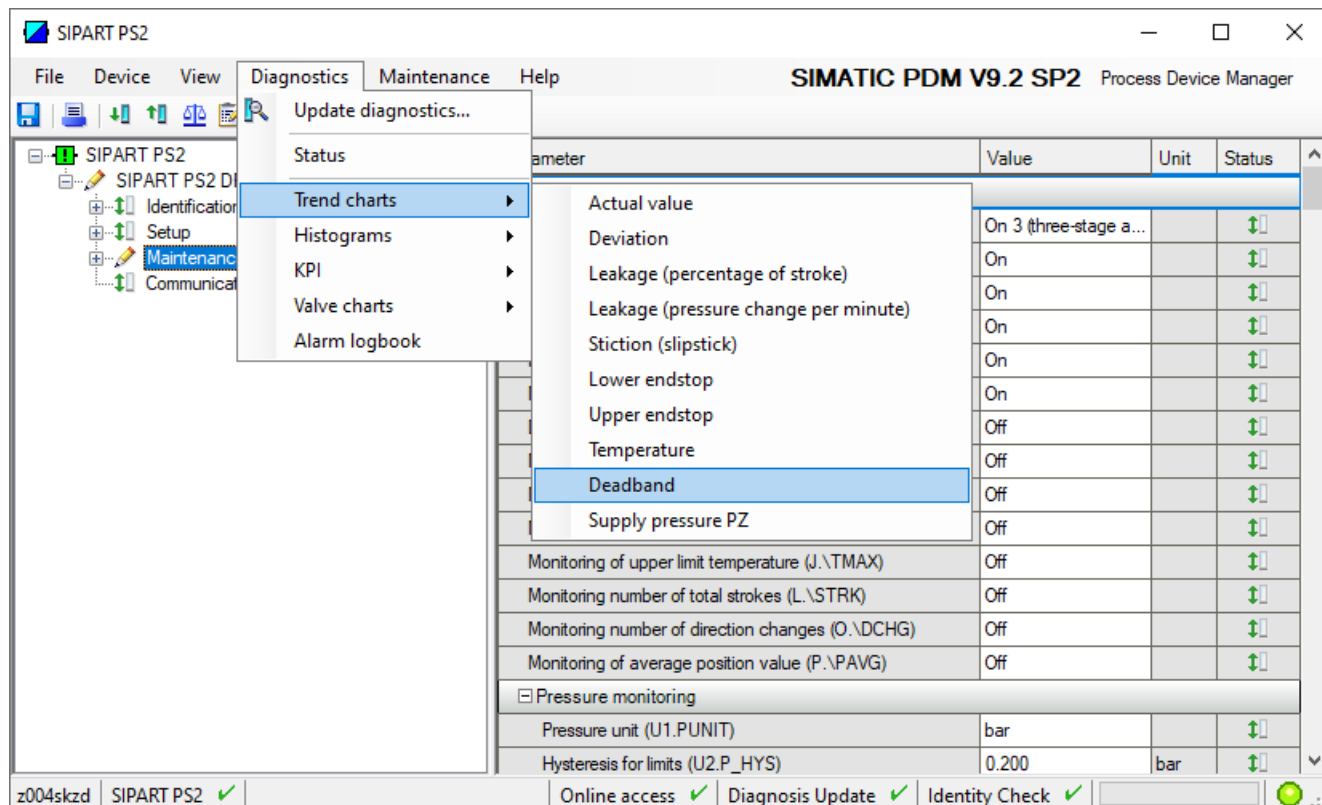 SIPART PS2
File Device View Diagnostics Maintenance Help SIMATIC PDM V9.2 SP2 Process Device Manager
Update diagnostics...
Status
Trend charts
Histograms
KPI
Valve charts
Alarm logbook
Actual value
Deviation
Leakage (percentage of stroke)
Leakage (pressure change per minute)
Stiction (slipstick)
Lower endstop
Upper endstop
Temperature
Deadband
Supply pressure PZ
SIPART PS2
SIPART PS2
Identification
Setup
ameter Value Unit Status
On 3 (three-stage a...
On
On
On
On
On
Off
Off
Off
Off
Monitoring of upper limit temperature (J.\TMAX) Off
Monitoring number of total strokes (L.\STRK) Off
Monitoring number of direction changes (O.\DCHG) Off
Monitoring of average position value (P.\PAVG) Off
Pressure monitoring
Pressure unit (U1.PUNIT) bar
Hysteresis for limits (U2.P_HYS) 0.200 bar
z004skzd SIPART PS2 Online access Diagnosis Update Identity Check